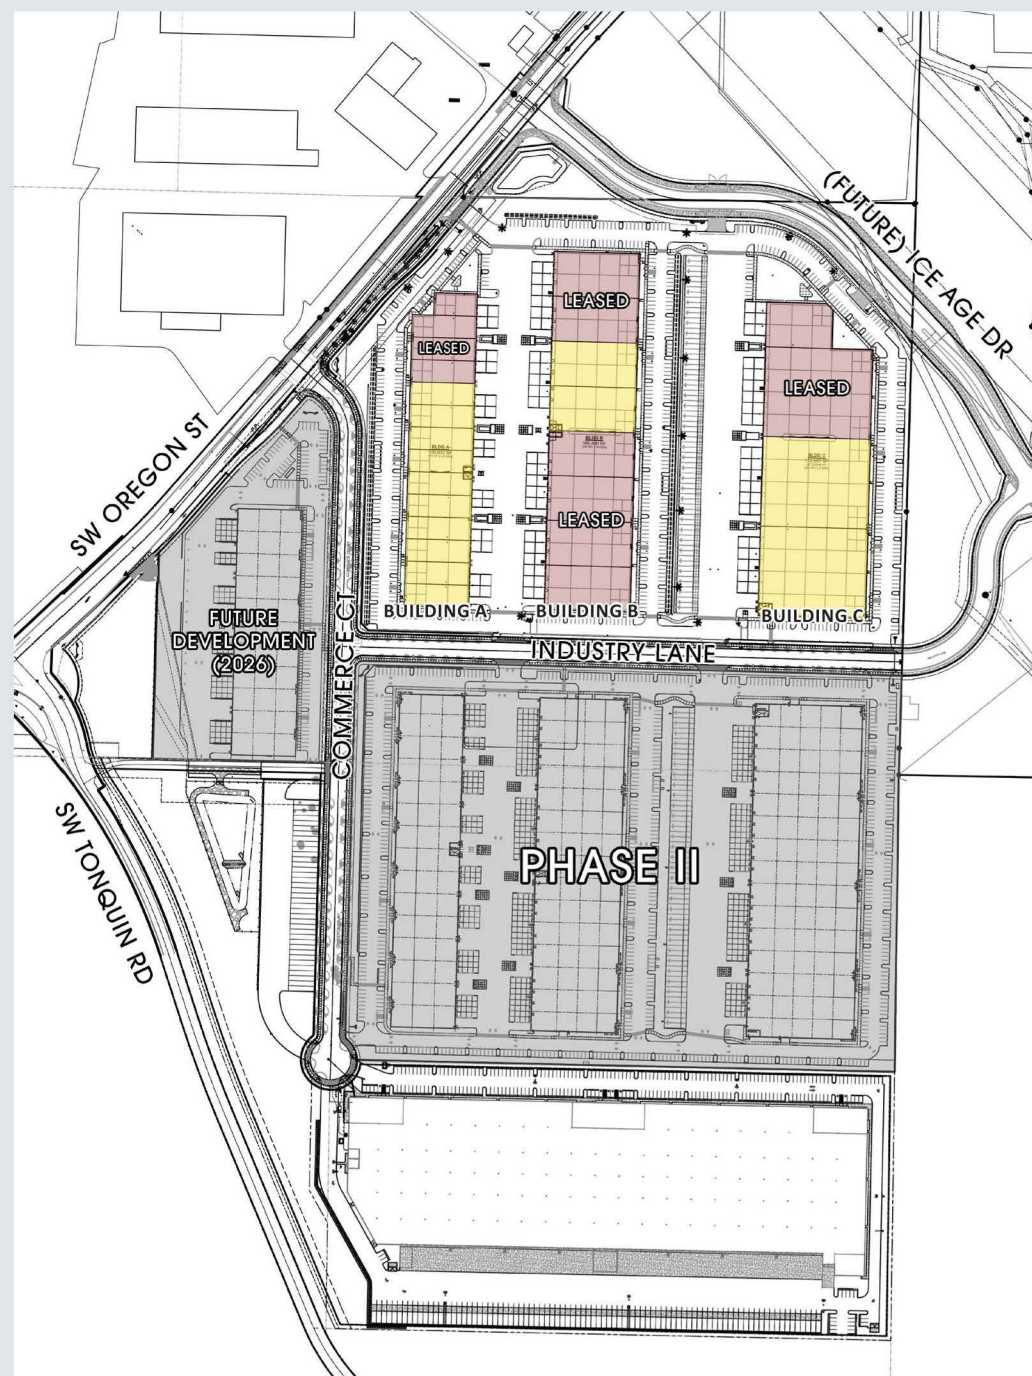 (FUTURE) ICE AGE DR
LEASED
LEASED
LEASED
SW OREGON ST
LEASED
BUILDING A
BUILDING B
BUILDING C
FUTURE
DEVELOPMENT
(2026)
COMMERCE CT
INDUSTRY LANE
SW TONQUIN RD
PHASE II